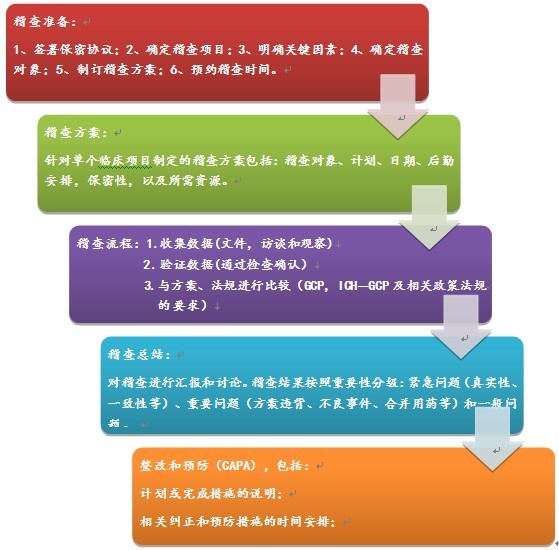 稽查准备：
1、签署保密协议；2、确定稽查项目；3、明确关键因素；4、确定稽查
对象；5、制订稽查方案；6、预约稽查时间。
稽查方案：
针对单个临床项目制定的稽查方案包括：稽查对象、计划、日期、后勤
安排，保密性，以及所需资源。
稽查流程：1.收集数据(文件，访谈和观察)
2.验证数据(通过检查确认)
3.与方案、法规进行比较（GCP，ICH—GCP及相关政策法规
的要求）
稽查总结：
对稽查进行汇报和讨论。稽查结果按照重要性分级：紧急问题（真实性、
一致性等）、重要问题（方案违背、不良事件、合并用药等）和一般问
题。
整改和预防（CAPA），包括：
计划或完成措施的说明；
相关纠正和预防措施的时间安排；